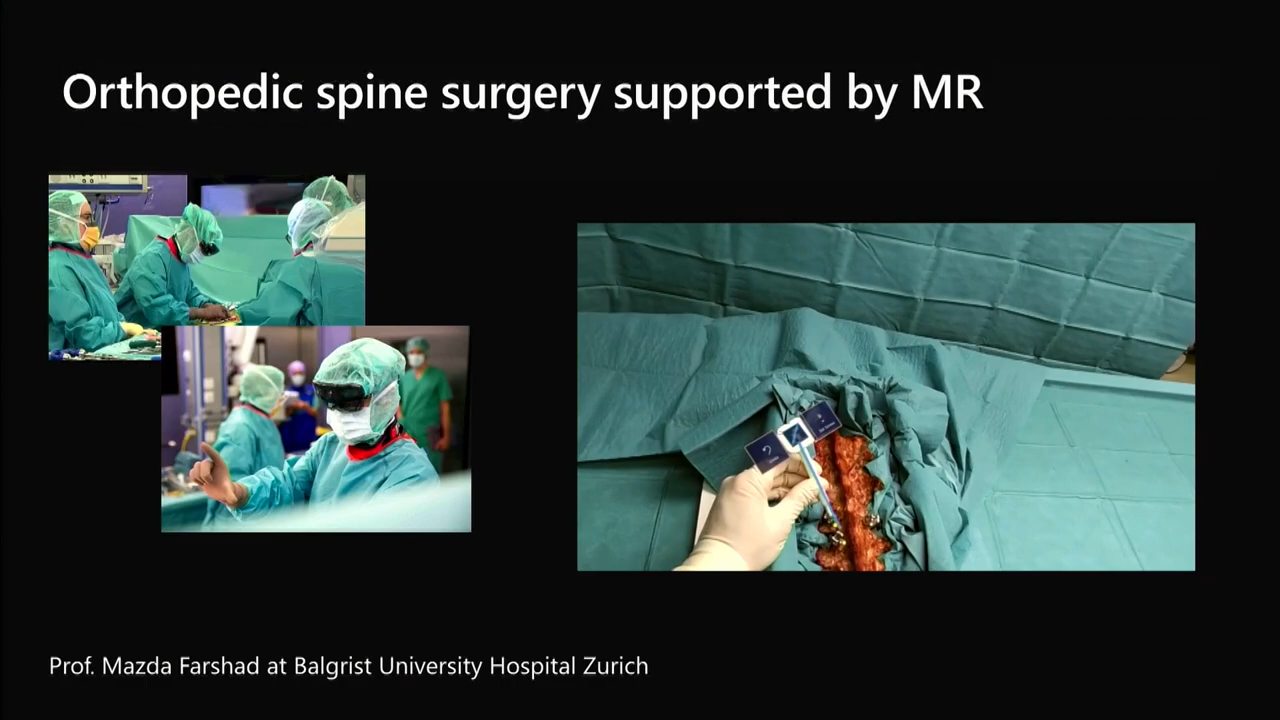 Orthopedic spine surgery supported by MR
Prof. Mazda Farshad at Balgrist University Hospital Zurich